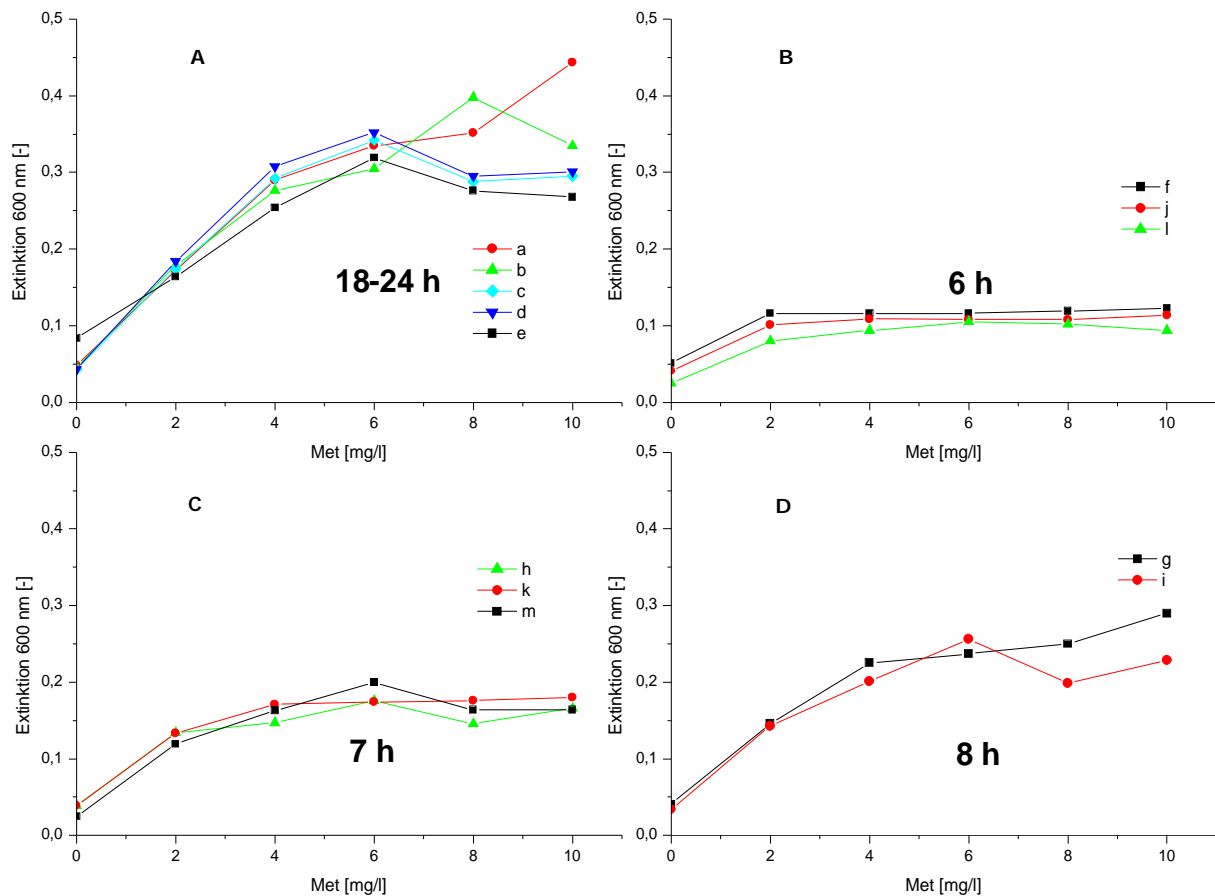 A
Extinktion 600 nm [-]
0,5
0,4
0,3
0,2
0,1
0,0
18-24 h
a
b
c
d
e
0 2 4 6 8 10
Met [mg/l]
B
Extinktion 600 nm [-]
0,5
0,4
0,3
0,2
0,1
0,0
f
j
l
6 h
0 2 4 6 8 10
Met [mg/l]
C
Extinktion 600 nm [-]
0,5
0,4
0,3
0,2
0,1
0,0
h
k
m
7 h
0 2 4 6 8 10
Met [mg/l]
D
Extinktion 600 nm [-]
0,5
0,4
0,3
0,2
0,1
0,0
g
i
8 h
0 2 4 6 8 10
Met [mg/l]